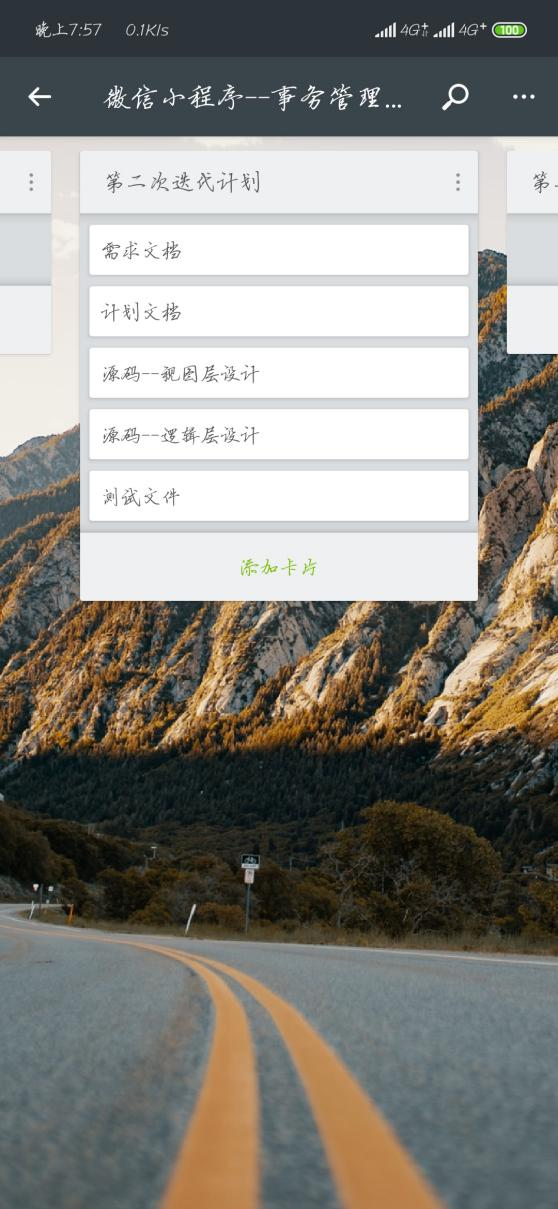 晚上7:57 0.1K/s 4G+ 4G+ 100
微信小程序--事务管理...
第二次迭代计划
第
需求文档
计划文档
源码--视图层设计
源码--逻辑层设计
测试文件
添加卡片